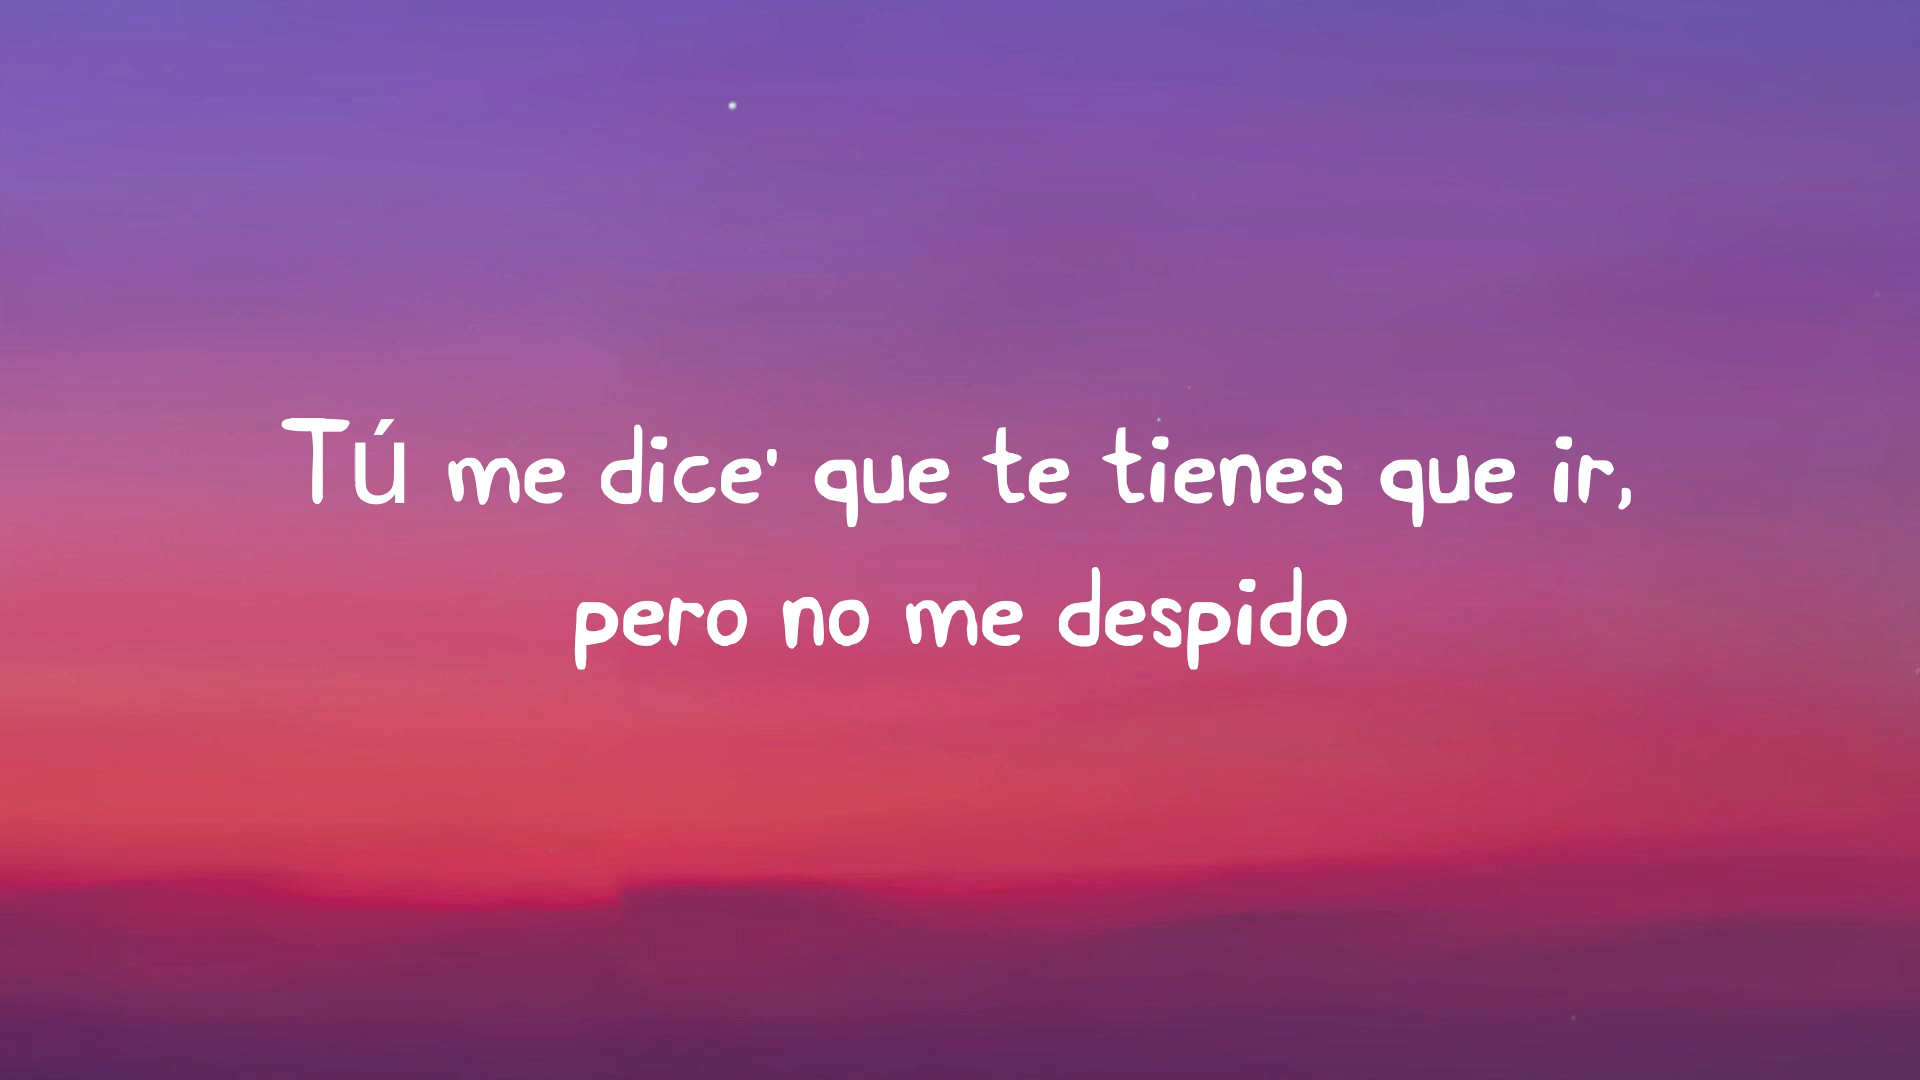 Tú me dice' que te tienes que ir,
pero no me despido